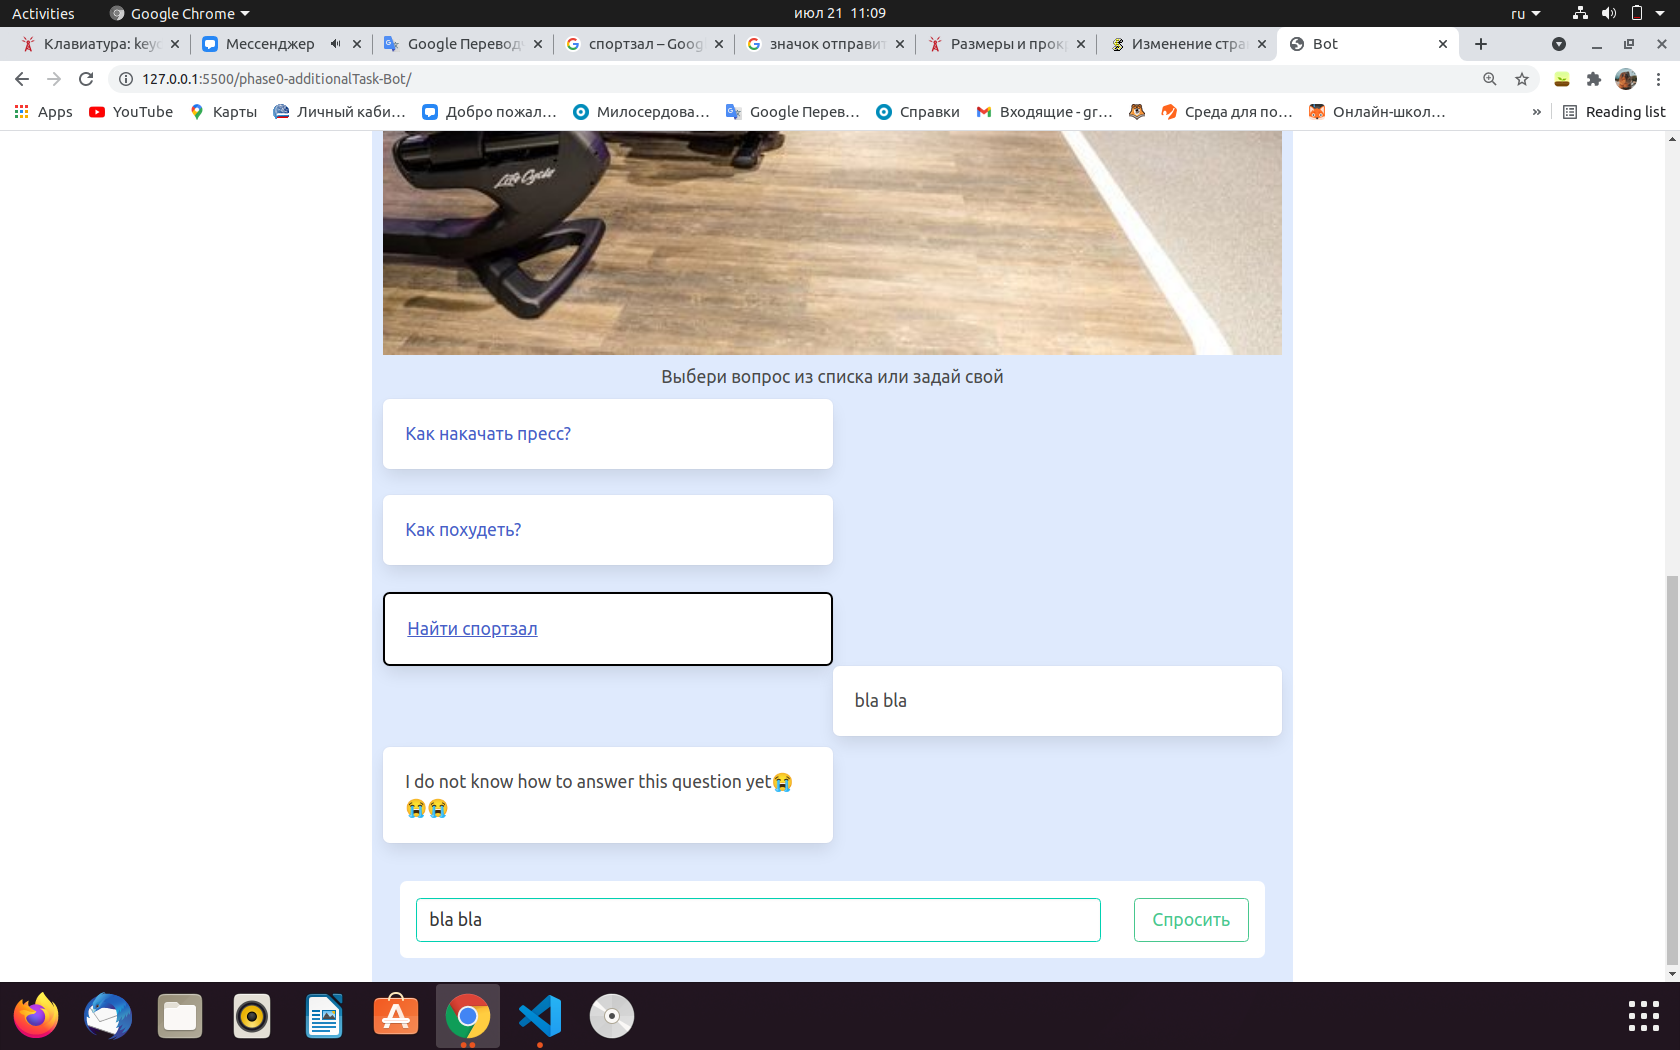 Activities
Google Chrome
июл 21 11:09
ru
Клавиатура: keyc
Мессенджер
Google Переводч
спортзал – Goog
значок отправит
Размеры и прок
Изменение стра
Bot
127.0.0.1:5500/phase0-additionalTask-Bot/
Apps
YouTube
Карты
Личный каби...
Добро пожал...
Милосердова...
Google Перев...
Справки
Входящие - gr...
Среда для по...
Онлайн-школ...
»
Reading list
Life Cycle
Выбери вопрос из списка или задай свой
Как накачать пресс?
Как похудеть?
Найти спортзал
bla bla
I do not know how to answer this question yet😭
😭😭
bla bla
Спросить